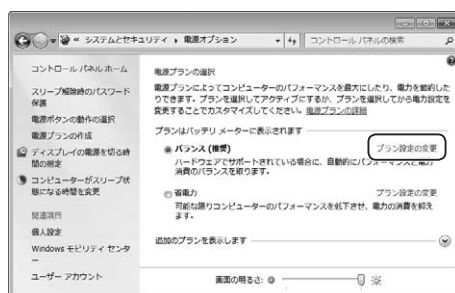 « システムとセキュリティ ▸ 電源オプション
コントロール パネルの検索
コントロール パネル ホーム
スリープ解除時のパスワード
保護
電源ボタンの動作の選択
電源プランの作成
ディスプレイの電源を切る時
間の指定
コンピューターがスリープ状
態になる時間を変更
関連項目
個人設定
Windows モビリティ センタ
ー
ユーザー アカウント
電源プランの選択
電源プランによってコンピューターのパフォーマンスを最大にしたり、電力を節約した
りできます。プランを選択してアクティブにするか、プランを選択してから電力設定を
変更することでカスタマイズしてください。電源プランの詳細
プランはバッテリ メーターに表示されます
バランス (推奨)
プラン設定の変更
ハードウェアでサポートされている場合に、自動的にパフォーマンスと電力
消費のバランスを取ります。
省電力
プラン設定の変更
可能な限りコンピューターのパフォーマンスを低下させ、電力の消費を抑え
ます。
追加のプランを表示します
画面の明るさ: